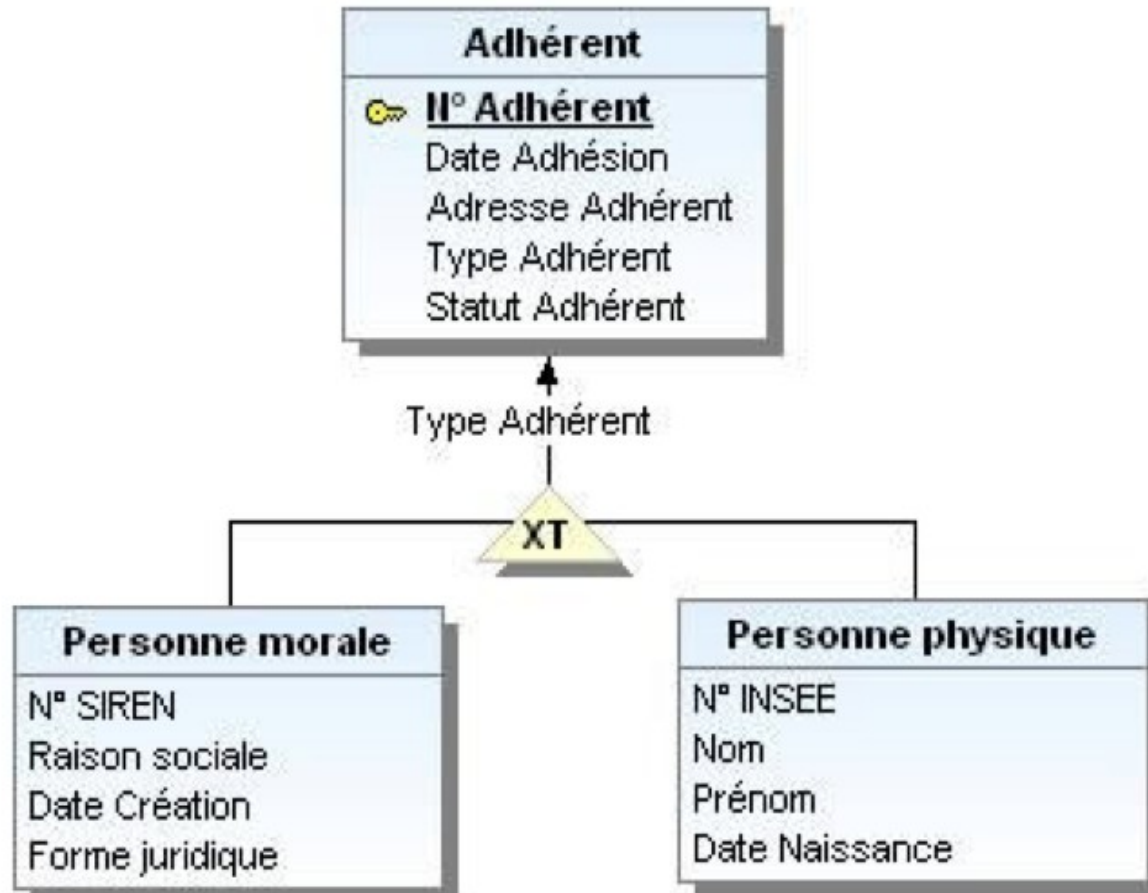 Adhérent
N° Adhérent
Date Adhésion
Adresse Adhérent
Type Adhérent
Statut Adhérent
Type Adhérent
XT
Personne morale
N° SIREN
Raison sociale
Date Création
Forme juridique
Personne physique
N° INSEE
Nom
Prénom
Date Naissance